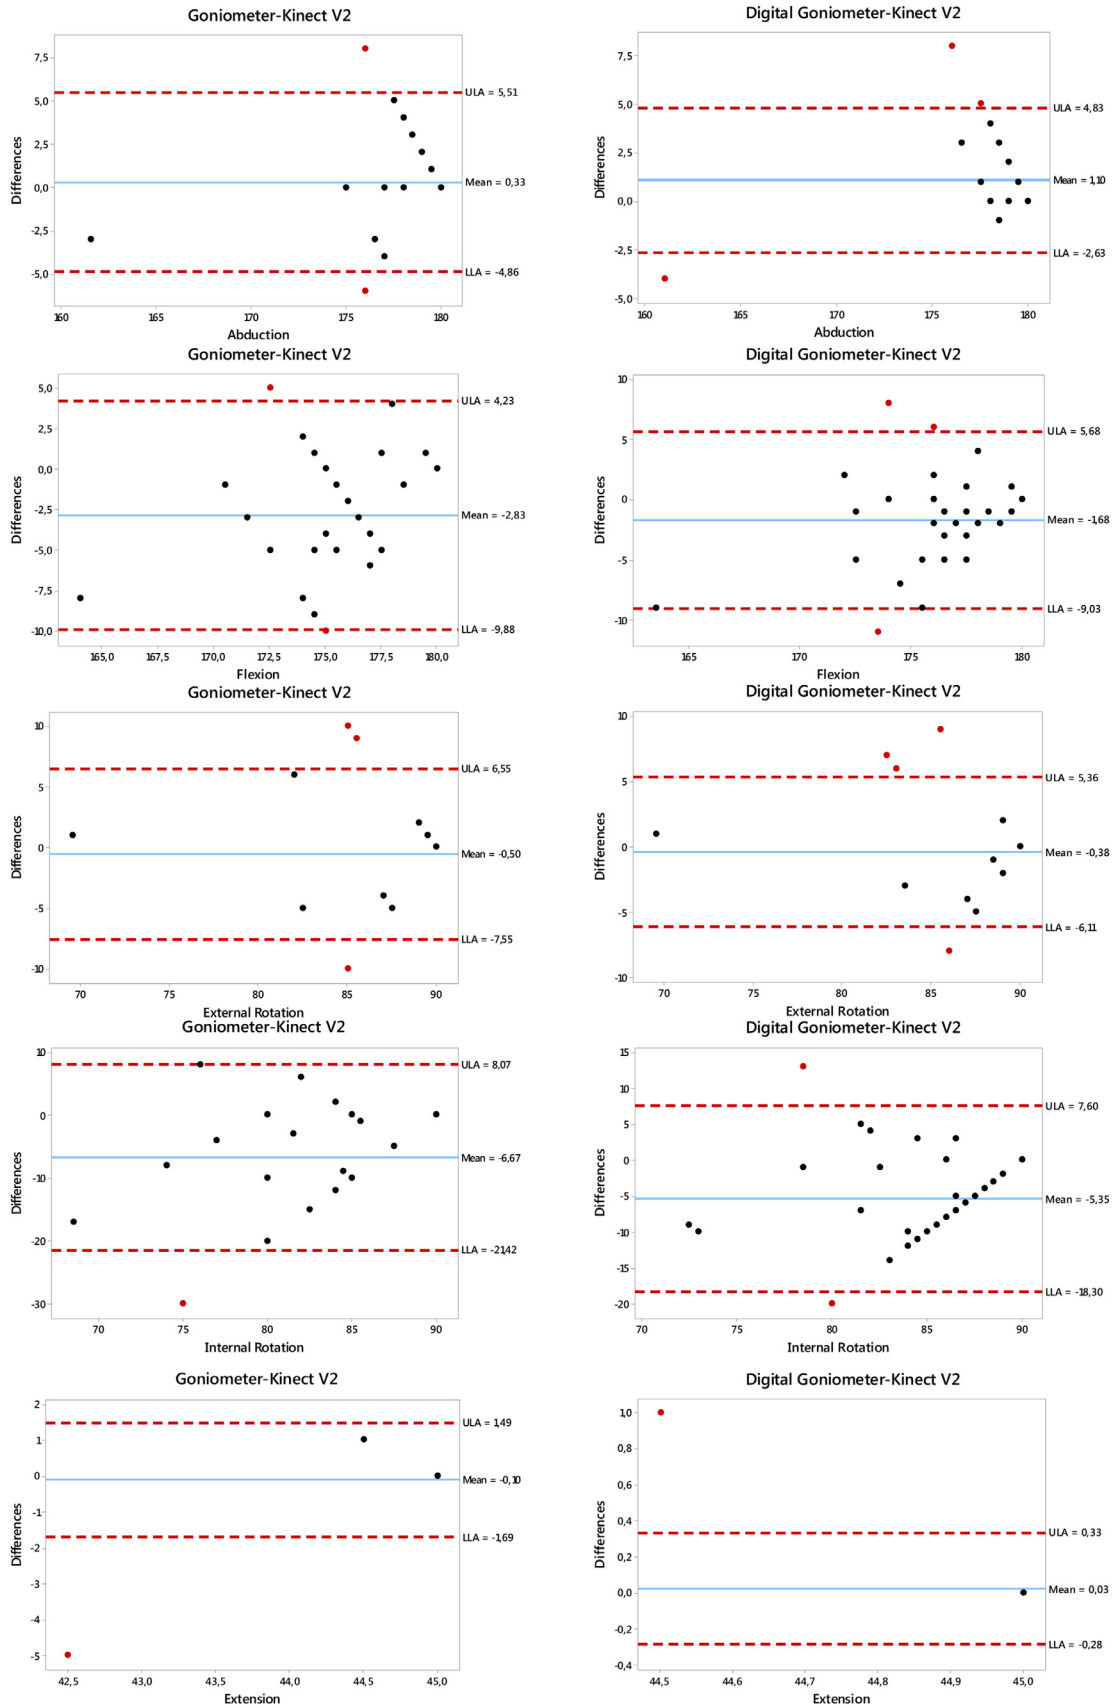 Goniometer-Kinect V2
7,5
5,0
2,5
0,0
-2,5
-5,0
Differences
ULA = 5,51
Mean = 0,33
LLA = -4,86
160 165 170 175 180
Abduction
Digital Goniometer-Kinect V2
7,5
5,0
2,5
0,0
-2,5
-5,0
Differences
ULA = 4,83
Mean = 1,10
LLA = -2,63
160 165 170 175 180
Abduction
Goniometer-Kinect V2
5,0
2,5
0,0
-2,5
-5,0
-7,5
-10,0
Differences
ULA = 4,23
Mean = -2,83
LLA = -9,88
165,0 167,5 170,0 172,5 175,0 177,5 180,0
Flexion
Digital Goniometer-Kinect V2
10
5
0
-5
-10
Differences
ULA = 5,68
Mean = -1,68
LLA = -9,03
165 170 175 180
Flexion
Goniometer-Kinect V2
10
5
0
-5
-10
Differences
ULA = 6,55
Mean = -0,50
LLA = -7,55
70 75 80 85 90
External Rotation
Digital Goniometer-Kinect V2
10
5
0
-5
-10
Differences
ULA = 5,36
Mean = -0,38
LLA = -6,11
70 75 80 85 90
External Rotation
Goniometer-Kinect V2
10
0
-10
-20
-30
Differences
ULA = 8,07
Mean = -6,67
LLA = -21,42
70 75 80 85 90
Internal Rotation
Digital Goniometer-Kinect V2
15
10
5
0
-5
-10
-15
-20
Differences
ULA = 7,60
Mean = -5,35
LLA = -18,30
70 75 80 85 90
Internal Rotation
Goniometer-Kinect V2
2
1
0
-1
-2
-3
-4
-5
Differences
ULA = 1,49
Mean = -0,10
LLA = -1,69
42,5 43,0 43,5 44,0 44,5 45,0
Extension
Digital Goniometer-Kinect V2
1,0
0,8
0,6
0,4
0,2
0,0
-0,2
-0,4
Differences
ULA = 0,33
Mean = 0,03
LLA = -0,28
44,5 44,6 44,7 44,8 44,9 45,0
Extension